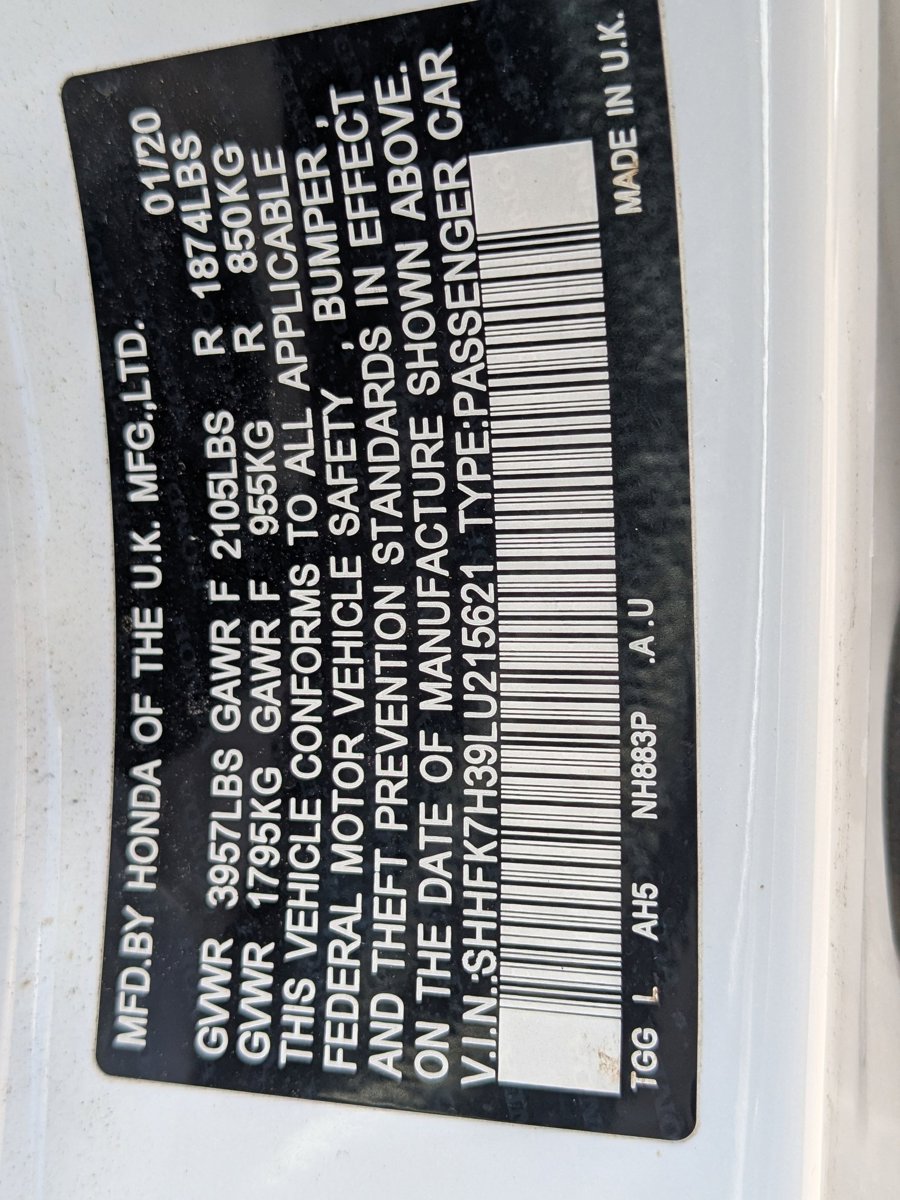 MFD.BY HONDA OF THE U.K. MFG.,LTD. 01/20
GVWR 3957LBS GAWR F 2105LBS R 1874LBS
GVWR 1795KG GAWR F 955KG R 850KG
THIS VEHICLE CONFORMS TO ALL APPLICABLE
FEDERAL MOTOR VEHICLE SAFETY , BUMPER ,
AND THEFT PREVENTION STANDARDS IN EFFECT
ON THE DATE OF MANUFACTURE SHOWN ABOVE.
V.I.N.:SHHFK7H39LU215621 TYPE:PASSENGER CAR
TGG L AH5 NH883P .A.U MADE IN U.K.